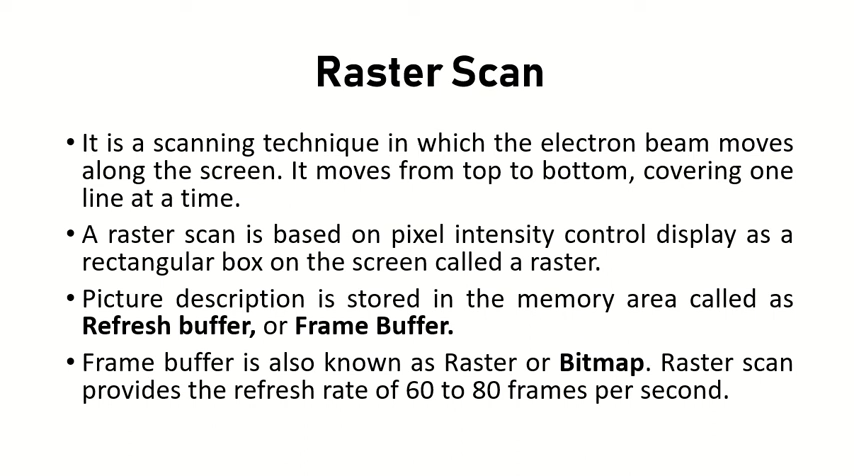 Raster Scan
• It is a scanning technique in which the electron beam moves
along the screen. It moves from top to bottom, covering one
line at a time.
• A raster scan is based on pixel intensity control display as a
rectangular box on the screen called a raster.
• Picture description is stored in the memory area called as
Refresh buffer, or Frame Buffer.
• Frame buffer is also known as Raster or Bitmap. Raster scan
provides the refresh rate of 60 to 80 frames per second.